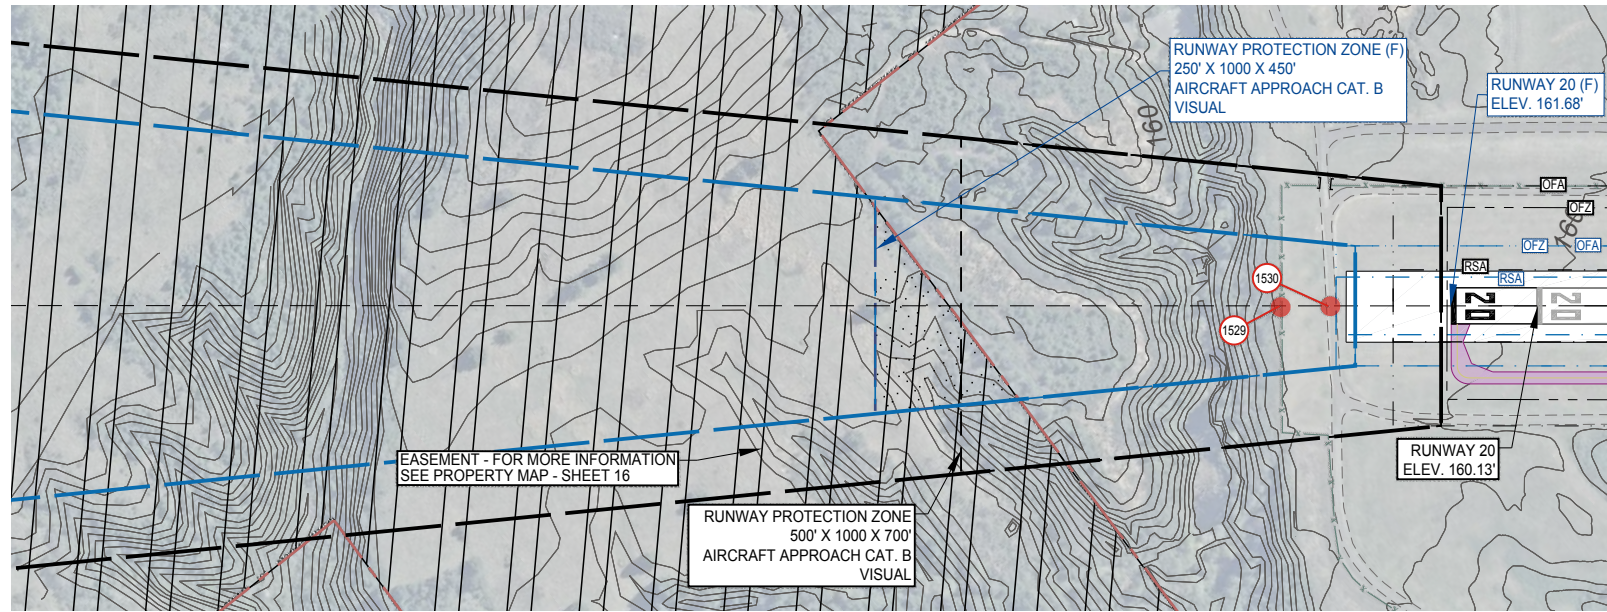 RUNWAY PROTECTION ZONE (F)
250' X 1000 X 450'
AIRCRAFT APPROACH CAT. B
VISUAL
RUNWAY 20 (F)
ELEV. 161.68'
160
OFA
OFZ
160
OFZ
OFA
RSA
RSA
1530
1529
20
20
RUNWAY 20
ELEV. 160.13'
EASEMENT - FOR MORE INFORMATION
SEE PROPERTY MAP - SHEET 16
RUNWAY PROTECTION ZONE
500' X 1000 X 700'
AIRCRAFT APPROACH CAT. B
VISUAL